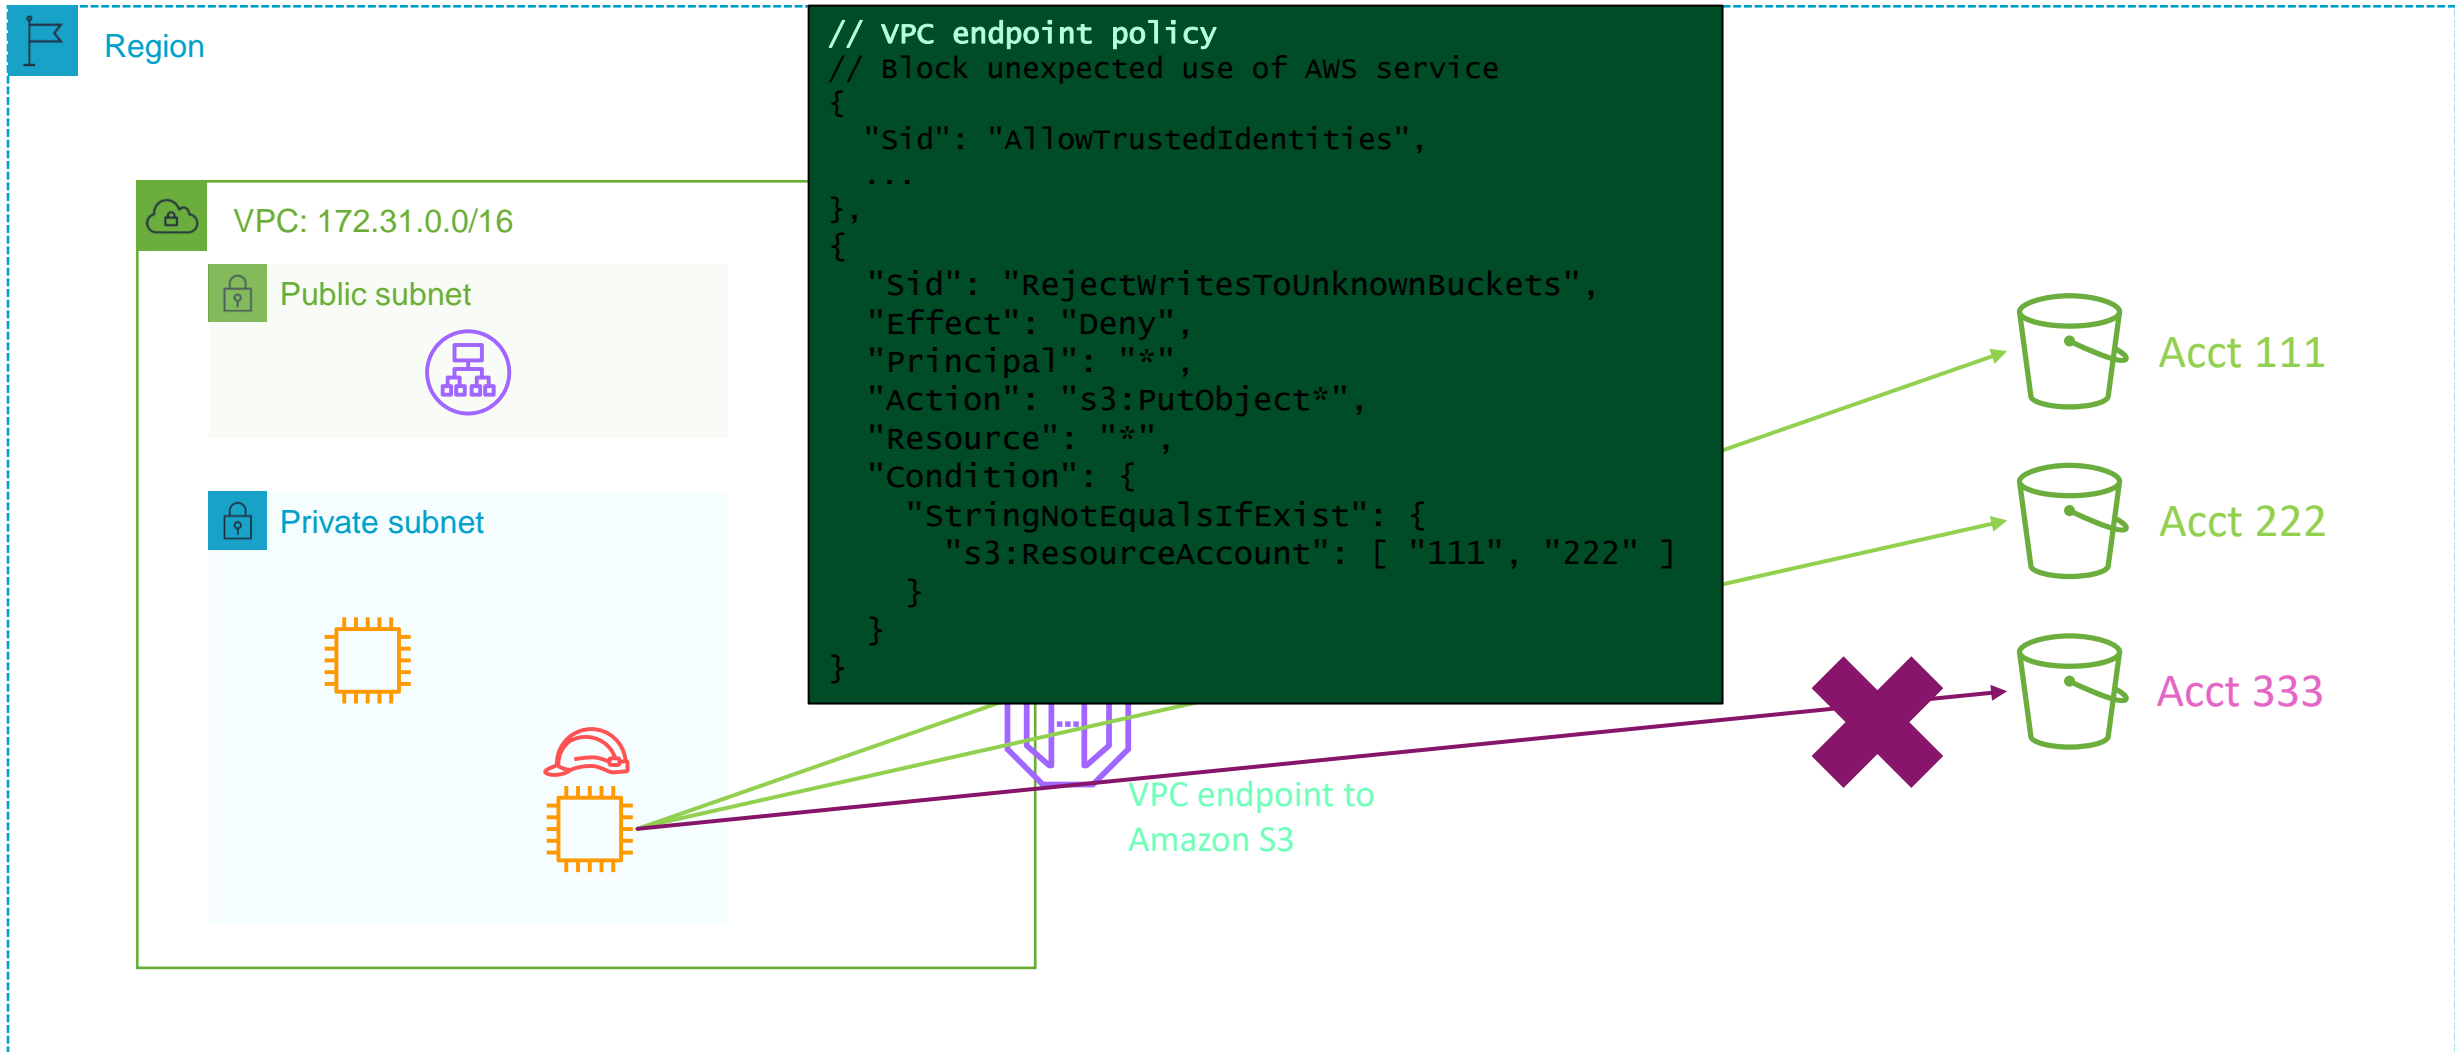 Region
// VPC endpoint policy
// Block unexpected use of AWS service
{
"Sid": "AllowTrustedIdentities",
...
},
{
"Sid": "RejectWritesToUnknownBuckets",
"Effect": "Deny",
"Principal": "*",
"Action": "s3:PutObject*",
"Resource": "*",
"Condition": {
"StringNotEqualsIfExist": {
"s3:ResourceAccount": [ "111", "222" ]
}
}
}
VPC: 172.31.0.0/16
Public subnet
Private subnet
Acct 111
Acct 222
Acct 333
VPC endpoint to
Amazon S3